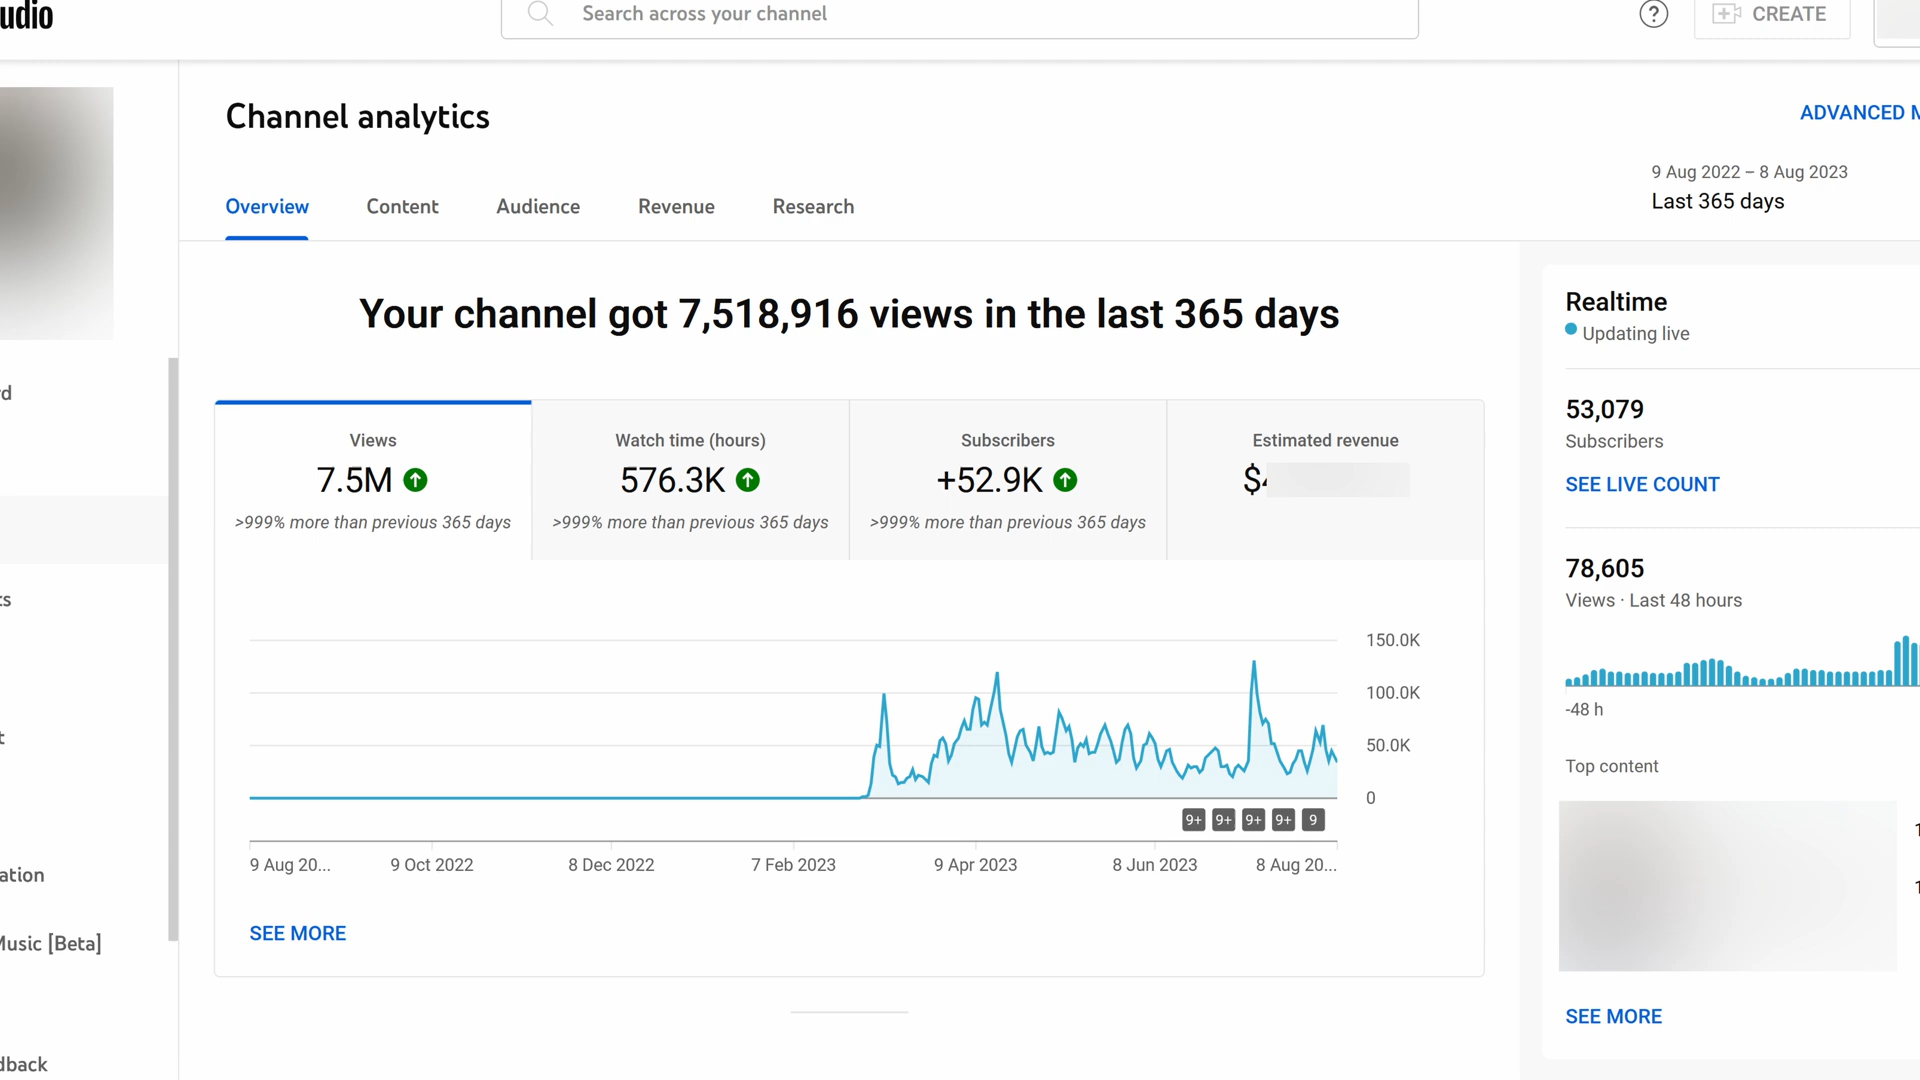 udio
Search across your channel
CREATE
Channel analytics
ADVANCED M
9 Aug 2022 – 8 Aug 2023
Last 365 days
Overview
Content
Audience
Revenue
Research
Your channel got 7,518,916 views in the last 365 days
Realtime
Updating live
53,079
Subscribers
SEE LIVE COUNT
78,605
Views · Last 48 hours
-48 h
Top content
SEE MORE
Views
7.5M
>999% more than previous 365 days
Watch time (hours)
576.3K
>999% more than previous 365 days
Subscribers
+52.9K
>999% more than previous 365 days
Estimated revenue
$
150.0K
100.0K
50.0K
0
9+ 9+ 9+ 9+ 9
9 Aug 20...
9 Oct 2022
8 Dec 2022
7 Feb 2023
9 Apr 2023
8 Jun 2023
8 Aug 20...
SEE MORE
rd
ts
t
ation
Music [Beta]
dback